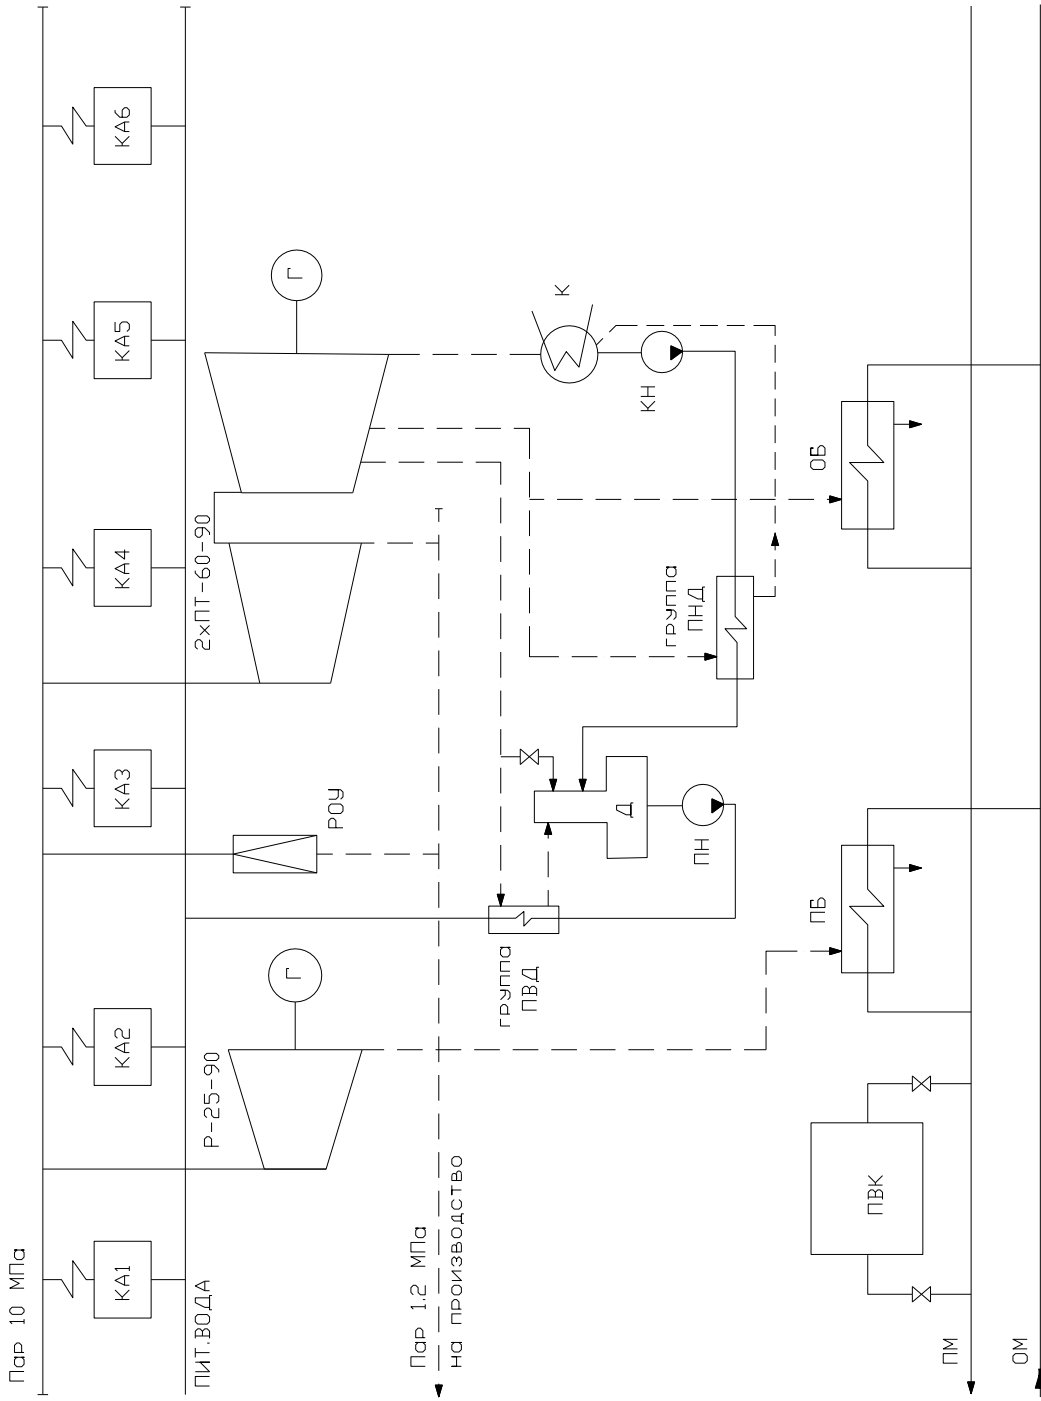 Пар 10 МПа
КА1
КА2
КА3
КА4
КА5
КА6
ПИТ.ВОДА
Р-25-90
Г
РОУ
2хПТ-60-90
Г
Пар 1.2 МПа
на производство
группа
ПВД
Д
ПН
группа
ПНД
КН
К
ПВК
ПБ
ОБ
ПМ
ОМ